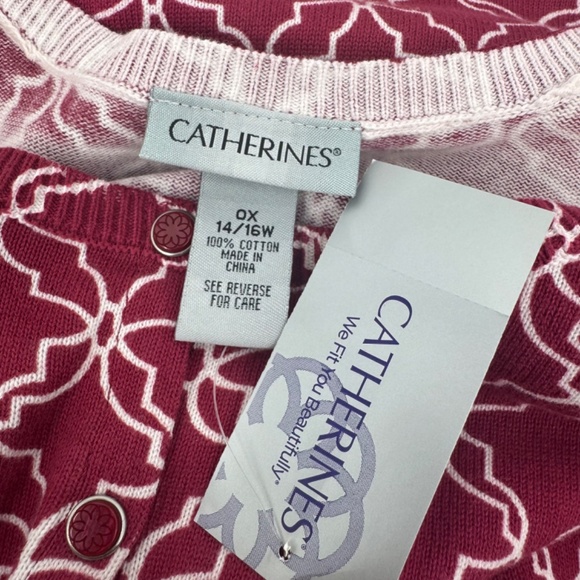 CATHERINES®
0X
14/16W
100% COTTON
MADE IN
CHINA
SEE REVERSE
FOR CARE
CATHERINES®
We Fit You Beautifully®